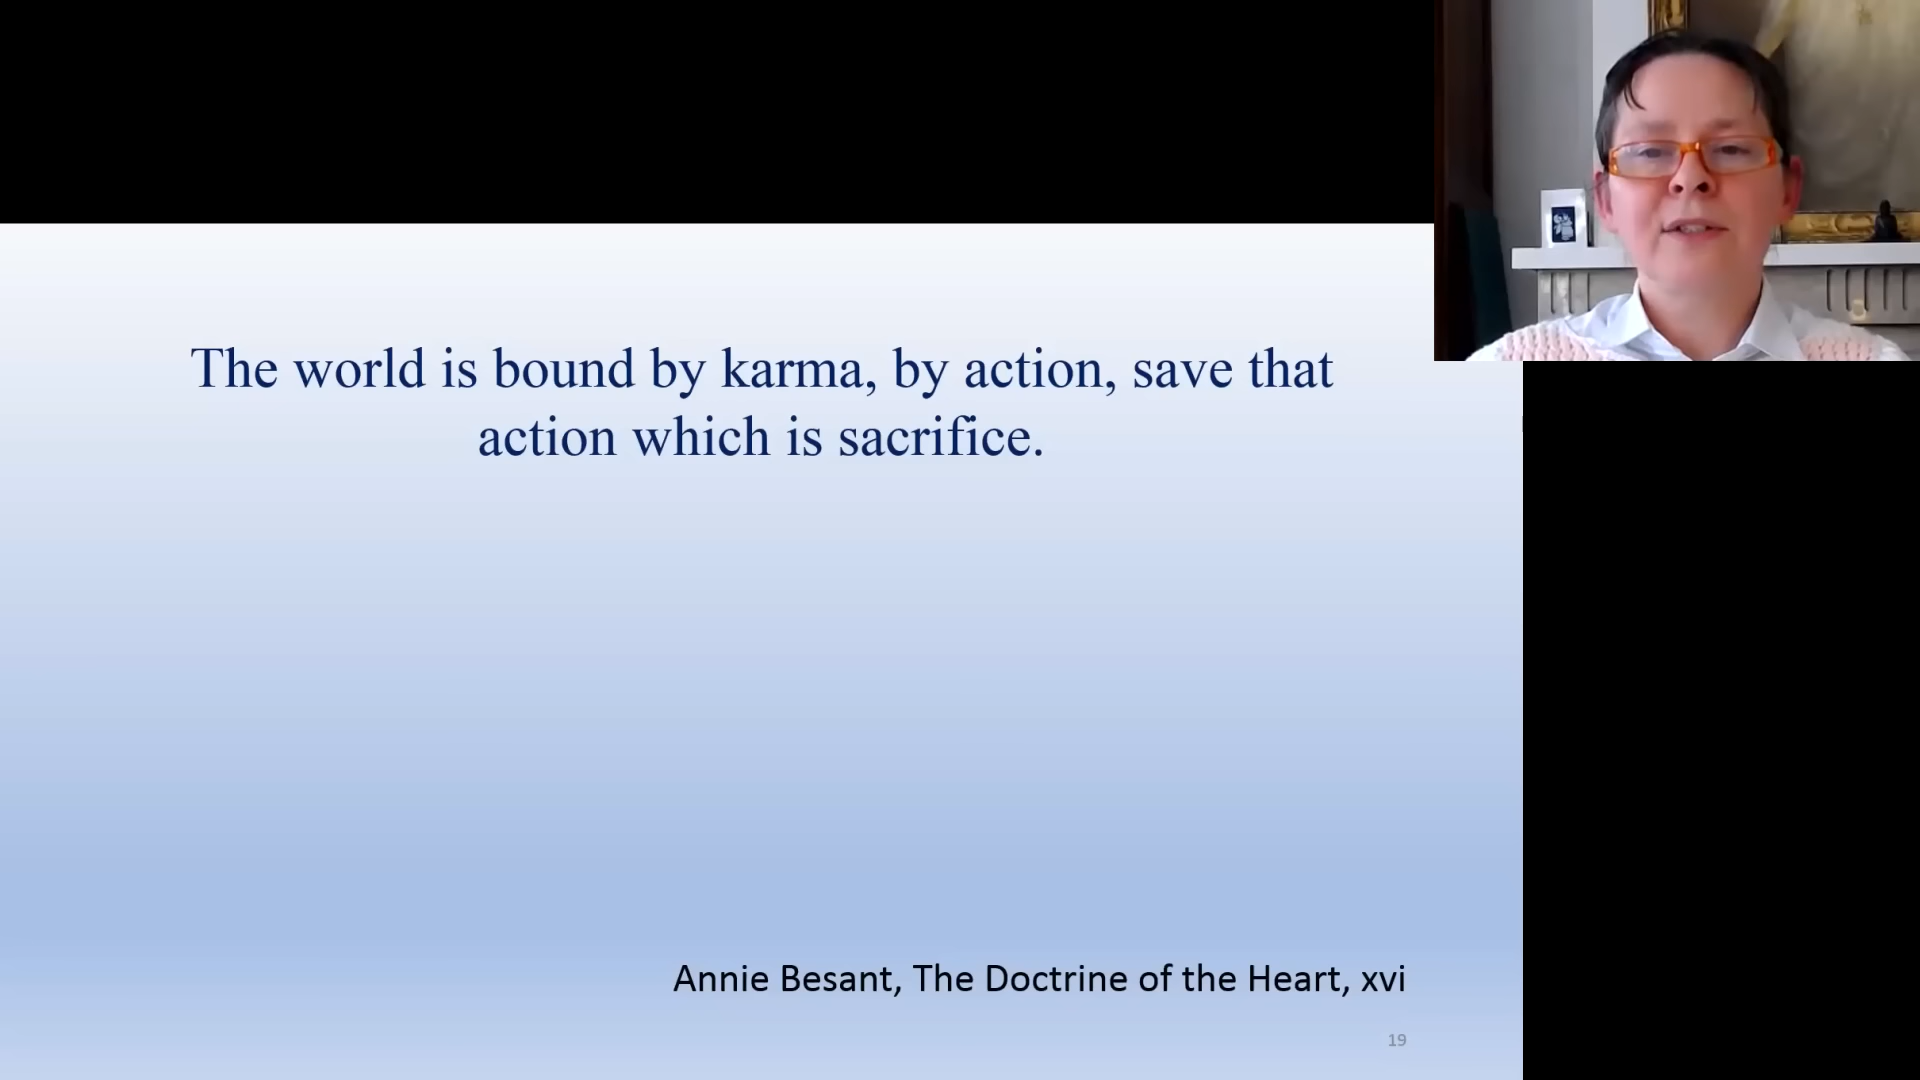 The world is bound by karma, by action, save that
action which is sacrifice.
Annie Besant, The Doctrine of the Heart, xvi
19